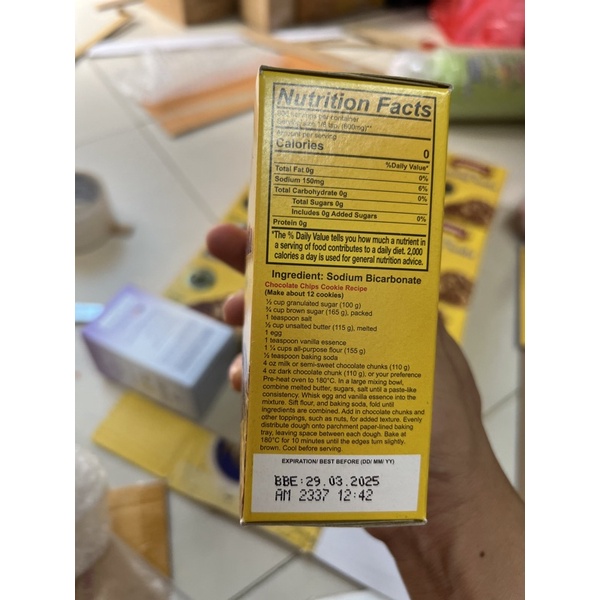 Nutrition Facts
servings per container
(600mg)**
Amount per serving
Calories 0
%Daily Value*
Total Fat 0g 0%
Sodium 150mg 6%
Total Carbohydrate 0g 0%
Total Sugars 0g
Includes 0g Added Sugars 0%
Protein 0g
*The % Daily Value tells you how much a nutrient in
a serving of food contributes to a daily diet. 2,000
calories a day is used for general nutrition advice.
Ingredient: Sodium Bicarbonate
Chocolate Chips Cookie Recipe
(Make about 12 cookies)
½ cup granulated sugar (100 g)
¾ cup brown sugar (165 g), packed
1 teaspoon salt
½ cup unsalted butter (115 g), melted
1 egg
1 teaspoon vanilla essence
1 ¼ cups all-purpose flour (155 g)
½ teaspoon baking soda
4 oz milk or semi-sweet chocolate chunks (110 g)
4 oz dark chocolate chunk (110 g), or your preference
Pre-heat oven to 180°C. In a large mixing bowl,
combine melted butter, sugars, salt until a paste-like
consistency. Whisk egg and vanilla essence into the
mixture. Sift flour, and baking soda, fold until
ingredients are combined. Add in chocolate chunks and
other toppings, such as nuts, for added texture. Evenly
distribute dough onto parchment paper-lined baking
tray, leaving space between each dough. Bake at
180°C for 10 minutes until the edges turn slightly.
brown. Cool before serving.
EXPIRATION/ BEST BEFORE (DD/ MM/ YY)
BBE:29.03.2025
AM 2337 12:42